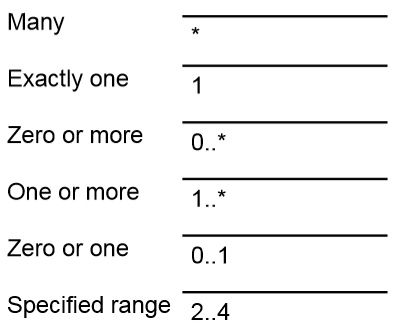 Many *
Exactly one 1
Zero or more 0..*
One or more 1..*
Zero or one 0..1
Specified range 2..4